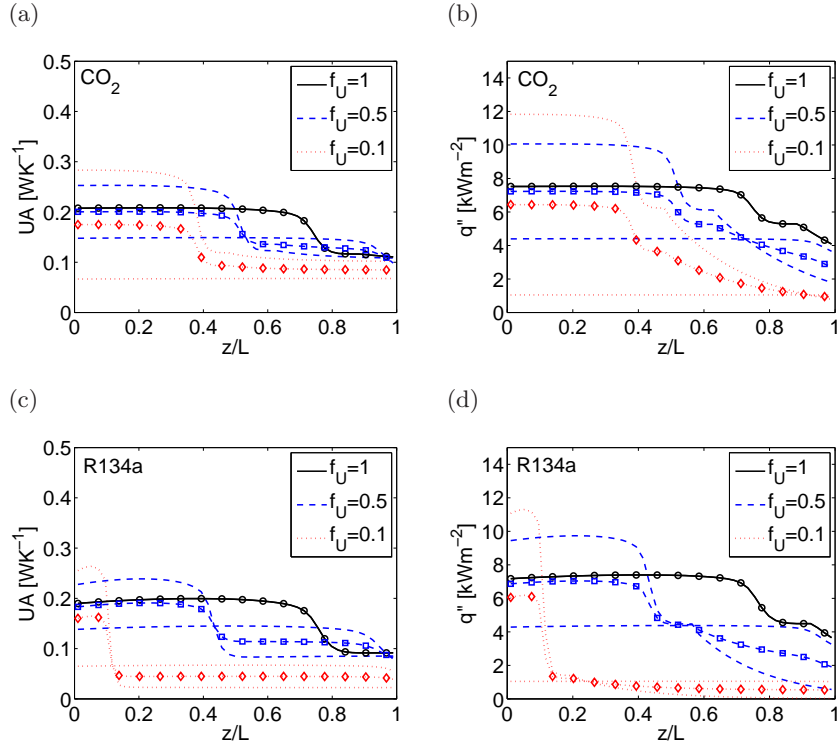 (a)
(b)
CO2
f_U=1
f_U=0.5
f_U=0.1
UA [WK⁻¹]
0.5
0.4
0.3
0.2
0.1
0
0 0.2 0.4 0.6 0.8 1
z/L
CO2
f_U=1
f_U=0.5
f_U=0.1
q" [kWm⁻²]
14
12
10
8
6
4
2
0
0 0.2 0.4 0.6 0.8 1
z/L
(c)
(d)
R134a
f_U=1
f_U=0.5
f_U=0.1
UA [WK⁻¹]
0.5
0.4
0.3
0.2
0.1
0
0 0.2 0.4 0.6 0.8 1
z/L
R134a
f_U=1
f_U=0.5
f_U=0.1
q" [kWm⁻²]
14
12
10
8
6
4
2
0
0 0.2 0.4 0.6 0.8 1
z/L